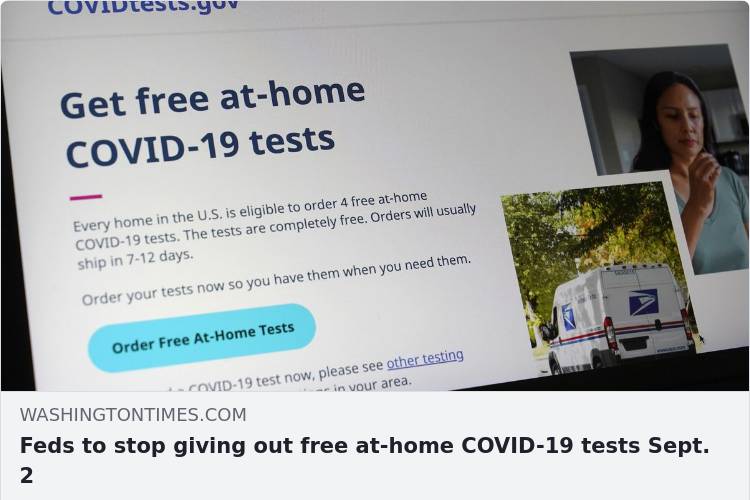 COVIDtests.gov
Get free at-home
COVID-19 tests
Every home in the U.S. is eligible to order 4 free at-home
COVID-19 tests. The tests are completely free. Orders will usually
ship in 7-12 days.
Order your tests now so you have them when you need them.
Order Free At-Home Tests
COVID-19 test now, please see other testing
in your area.
WASHINGTONTIMES.COM
Feds to stop giving out free at-home COVID-19 tests Sept.
2